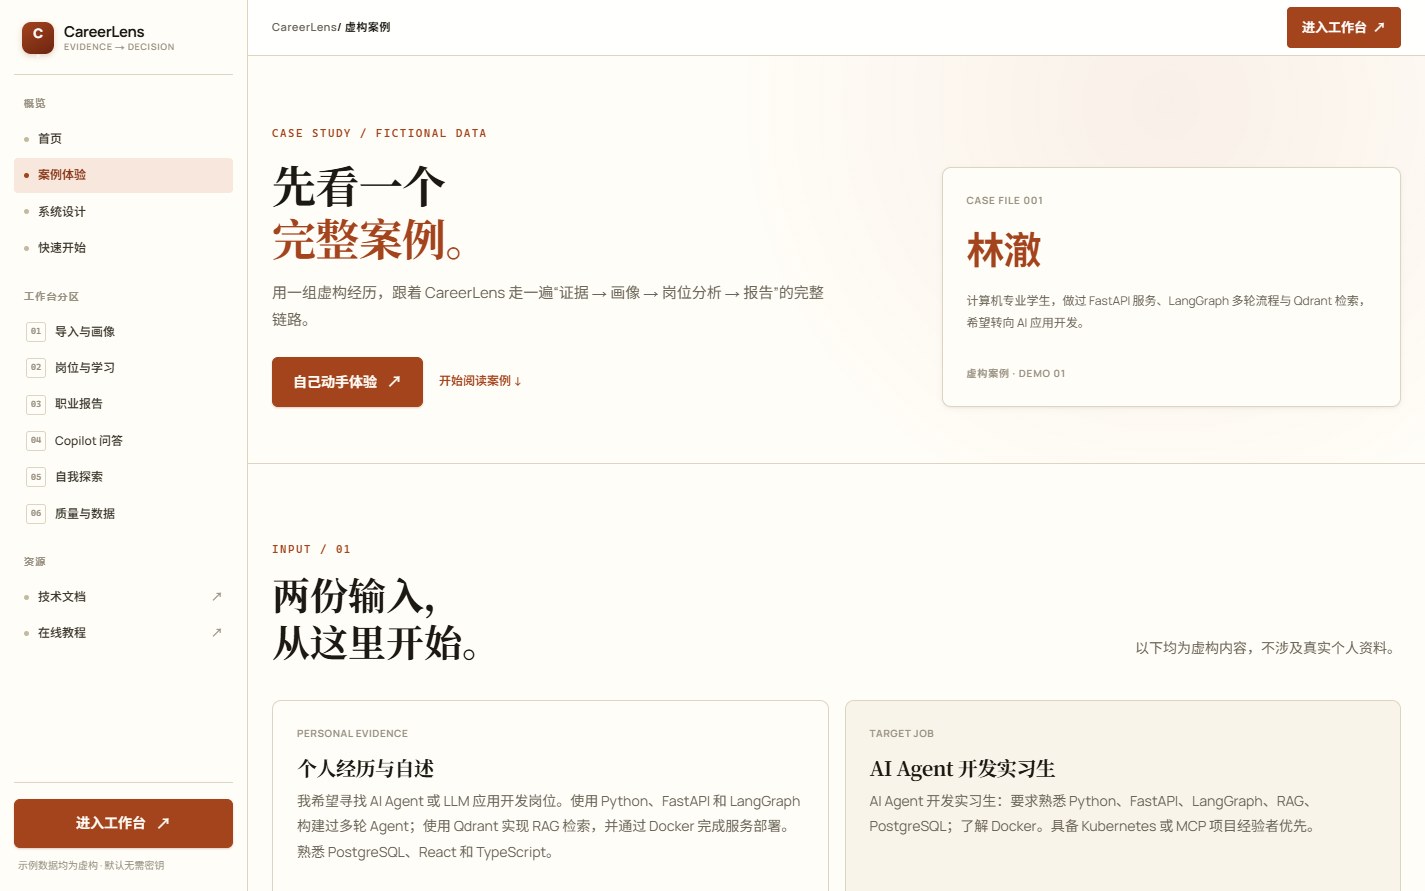 C
CareerLens
EVIDENCE → DECISION
概览
首页
案例体验
系统设计
快速开始
工作台分区
01 导入与画像
02 岗位与学习
03 职业报告
04 Copilot 问答
05 自我探索
06 质量与数据
资源
技术文档 ↗
在线教程 ↗
进入工作台 ↗
示例数据均为虚构 · 默认无需密钥
CareerLens/ 虚构案例
进入工作台 ↗
CASE STUDY / FICTIONAL DATA
先看一个
完整案例。
用一组虚构经历，跟着 CareerLens 走一遍“证据 → 画像 → 岗位分析 → 报告”的完整
链路。
自己动手体验 ↗
开始阅读案例 ↓
CASE FILE 001
林澈
计算机专业学生，做过 FastAPI 服务、LangGraph 多轮流程与 Qdrant 检索，
希望转向 AI 应用开发。
虚构案例 · DEMO 01
INPUT / 01
两份输入，
从这里开始。
以下均为虚构内容，不涉及真实个人资料。
PERSONAL EVIDENCE
个人经历与自述
我希望寻找 AI Agent 或 LLM 应用开发岗位。使用 Python、FastAPI 和 LangGraph
构建过多轮 Agent；使用 Qdrant 实现 RAG 检索，并通过 Docker 完成服务部署。
熟悉 PostgreSQL、React 和 TypeScript。
TARGET JOB
AI Agent 开发实习生
AI Agent 开发实习生：要求熟悉 Python、FastAPI、LangGraph、RAG、
PostgreSQL；了解 Docker。具备 Kubernetes 或 MCP 项目经验者优先。